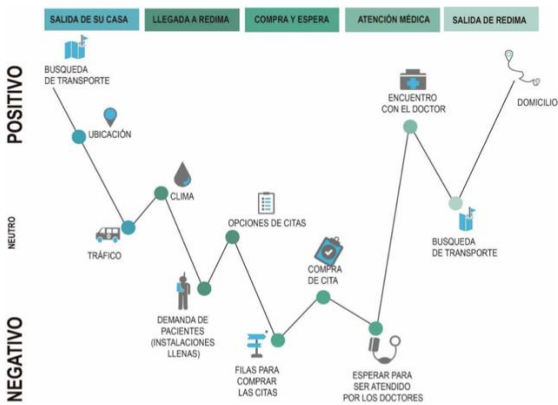 SALIDA DE SU CASA
LLEGADA A REDIMA
COMPRA Y ESPERA
ATENCIÓN MÉDICA
SALIDA DE REDIMA
POSITIVO
NEUTRO
NEGATIVO
BUSQUEDA
DE TRANSPORTE
UBICACIÓN
TRÁFICO
CLIMA
DEMANDA DE
PACIENTES
(INSTALACIONES
LLENAS)
OPCIONES DE CITAS
FILAS PARA
COMPRAR
LAS CITAS
COMPRA
DE CITA
ESPERAR PARA
SER ATENDIDO
POR LOS DOCTORES
ENCUENTRO
CON EL DOCTOR
BUSQUEDA
DE TRANSPORTE
DOMICILIO